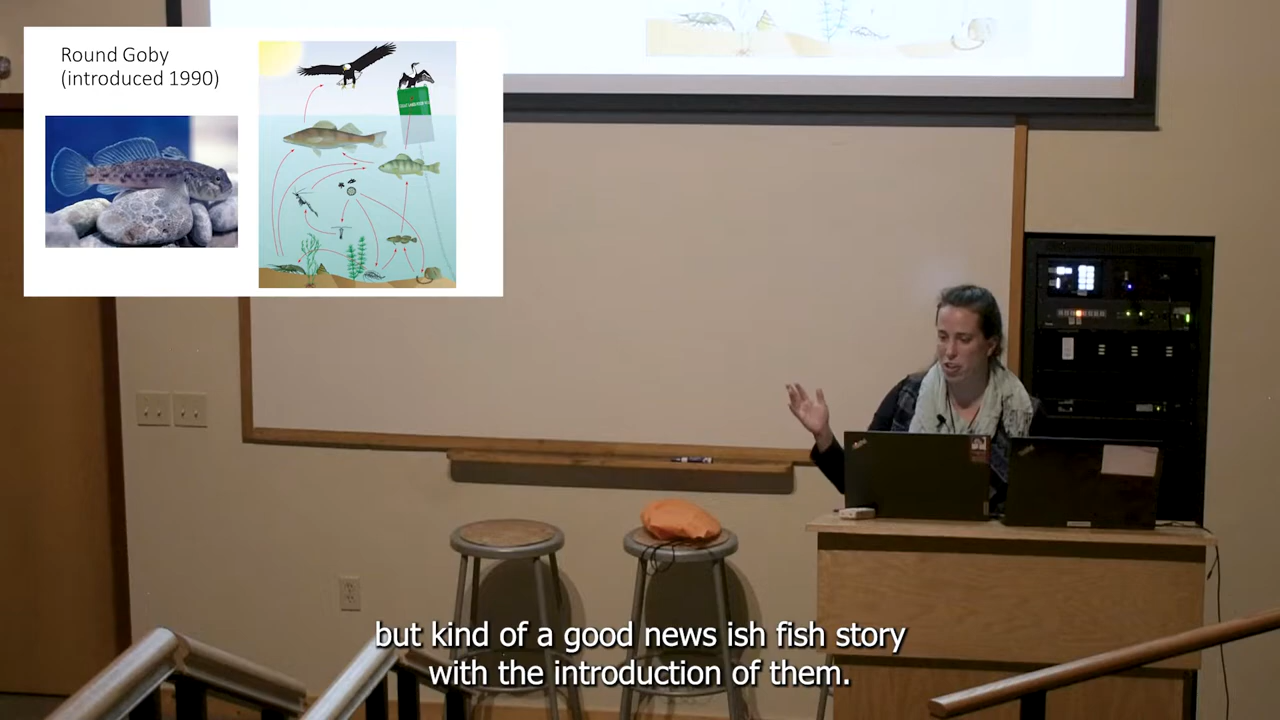 Round Goby
(introduced 1990)
but kind of a good news ish fish story
with the introduction of them.